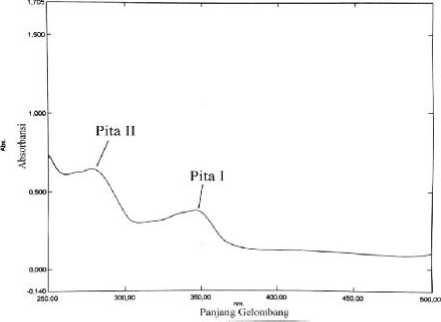 1,705
1,500
Pita II
1,000
Abs.
Absorbansi
Pita I
0,500
0,000
-0,140
250,00 300,00 350,00 400,00 450,00 500,00
nm.
Panjang Gelombang